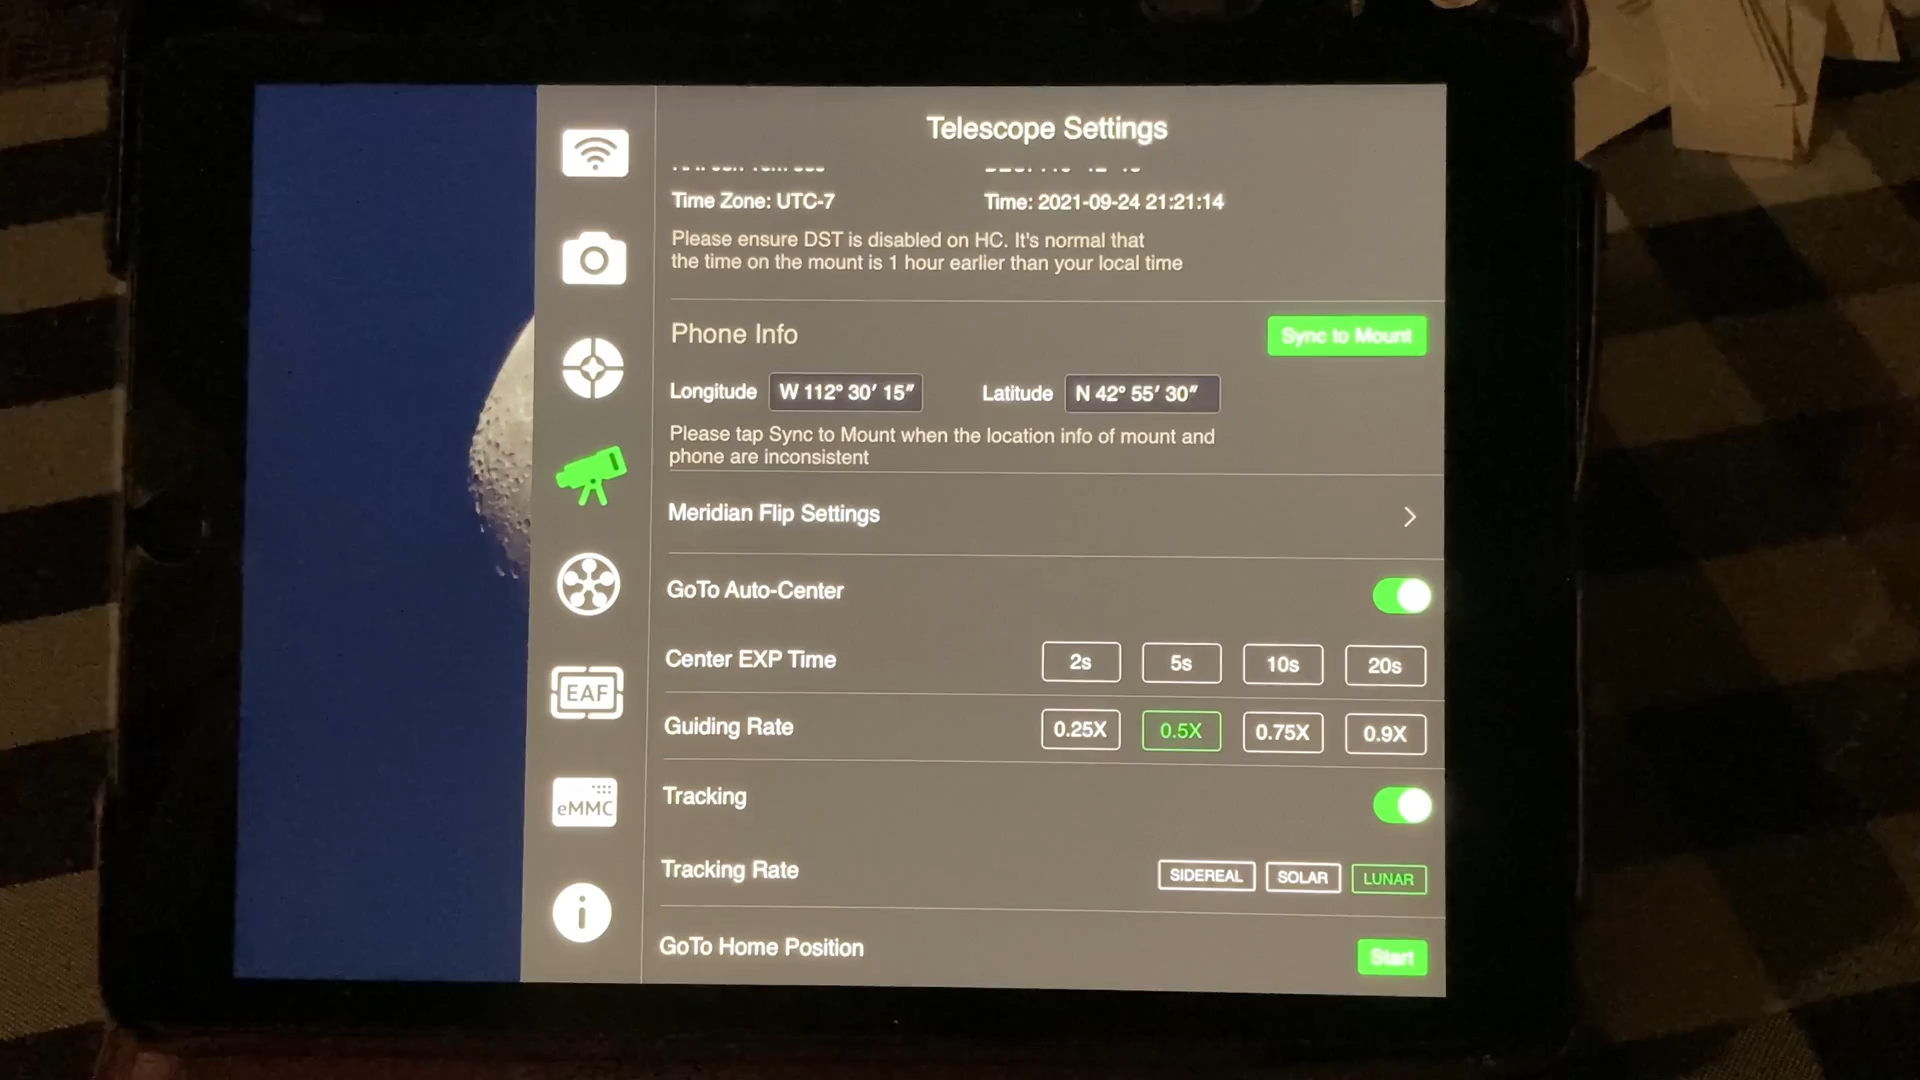 Telescope Settings
Time Zone: UTC-7
Time: 2021-09-24 21:21:14
Please ensure DST is disabled on HC. It's normal that
the time on the mount is 1 hour earlier than your local time
Phone Info
Sync to Mount
Longitude
W 112° 30′ 15″
Latitude
N 42° 55′ 30″
Please tap Sync to Mount when the location info of mount and
phone are inconsistent
Meridian Flip Settings
GoTo Auto-Center
Center EXP Time
2s
5s
10s
20s
EAF
Guiding Rate
0.25X
0.5X
0.75X
0.9X
eMMC
Tracking
Tracking Rate
SIDEREAL
SOLAR
LUNAR
GoTo Home Position
Start